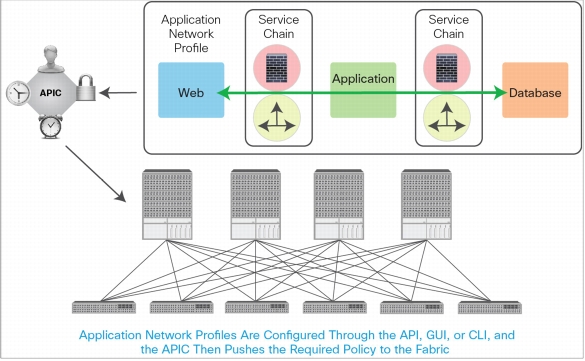 Application
Network
Profile
Service
Chain
Service
Chain
APIC
Web
Application
Database
Application Network Profiles Are Configured Through the API, GUI, or CLI, and
the APIC Then Pushes the Required Policy to the Fabric